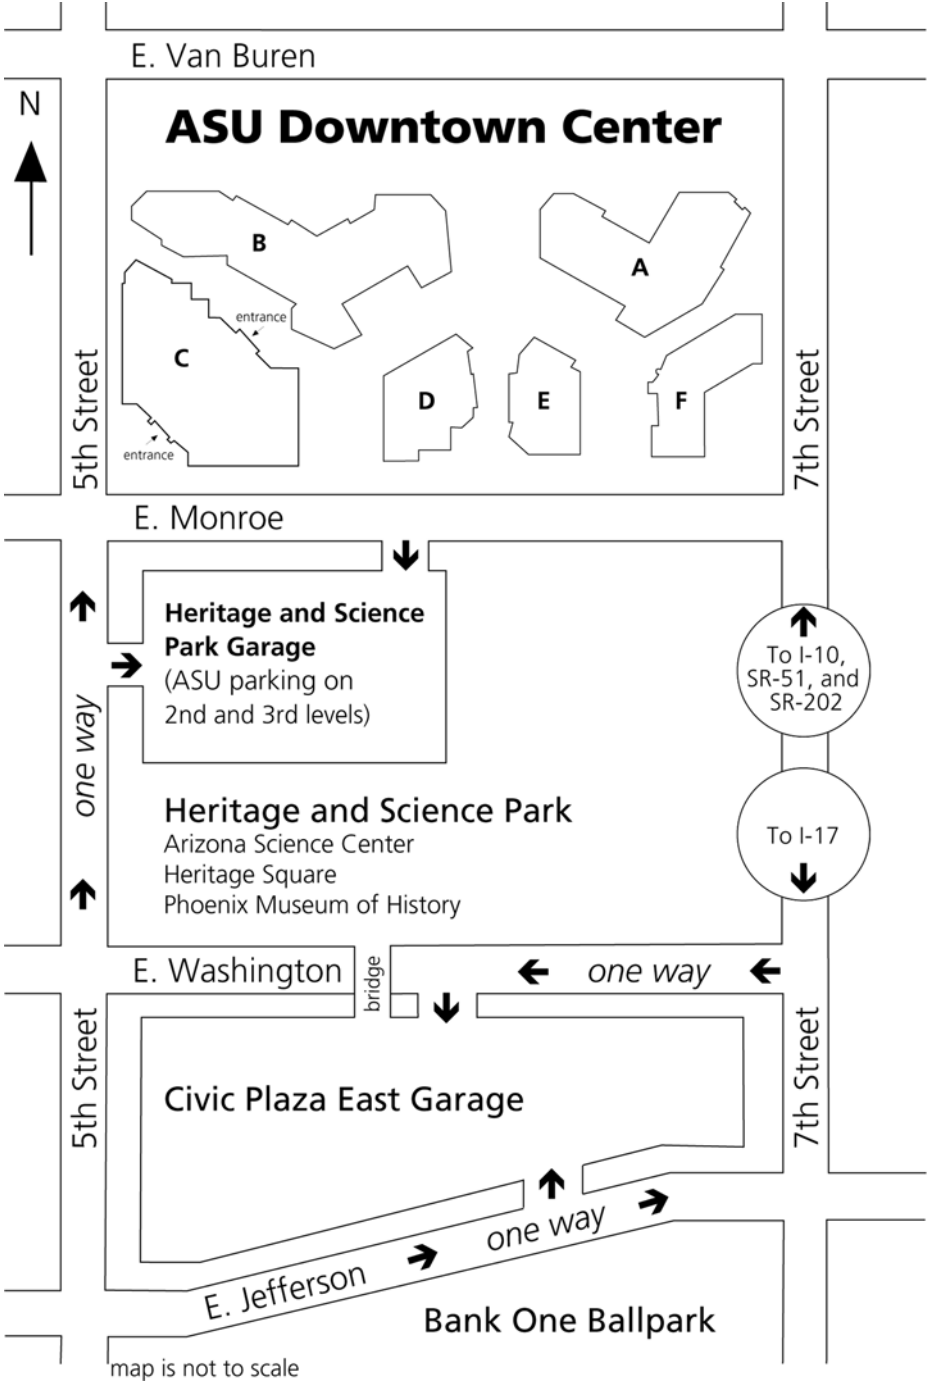 E. Van Buren
N
ASU Downtown Center
B
A
entrance
C
D
E
F
entrance
5th Street
7th Street
E. Monroe
Heritage and Science
Park Garage
(ASU parking on
2nd and 3rd levels)
one way
To I-10,
SR-51, and
SR-202
To I-17
Heritage and Science Park
Arizona Science Center
Heritage Square
Phoenix Museum of History
E. Washington
bridge
one way
5th Street
7th Street
Civic Plaza East Garage
one way
E. Jefferson
Bank One Ballpark
map is not to scale